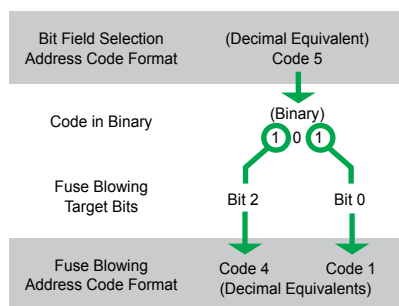 Bit Field Selection
Address Code Format
(Decimal Equivalent)
Code 5
Code in Binary
(Binary)
1 0 1
Fuse Blowing
Target Bits
Bit 2
Bit 0
Fuse Blowing
Address Code Format
Code 4
Code 1
(Decimal Equivalents)